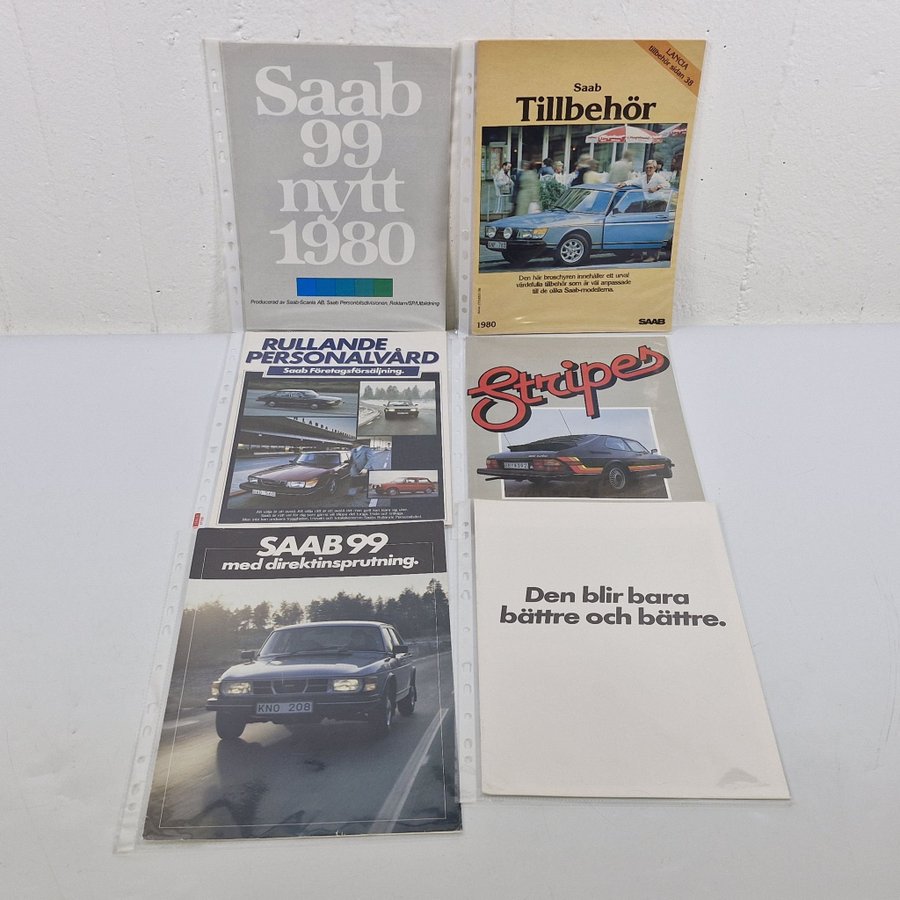 Saab
99
nytt
1980
Producerad av Saab-Scania AB, Saab Personbilsdivisionen, Reklam/SP/Utbildning
LANCIA
tillbehör sidan 38
Saab
Tillbehör
Den här broschyren innehåller ett urval
värdefulla tillbehör som är väl anpassade
till de olika Saab-modellerna.
1980
SAAB
RULLANDE
PERSONALVÅRD
Saab Företagsförsäljning.
Stripes
SAAB 99
med direktinsprutning.
KNO 208
Den blir bara
bättre och bättre.